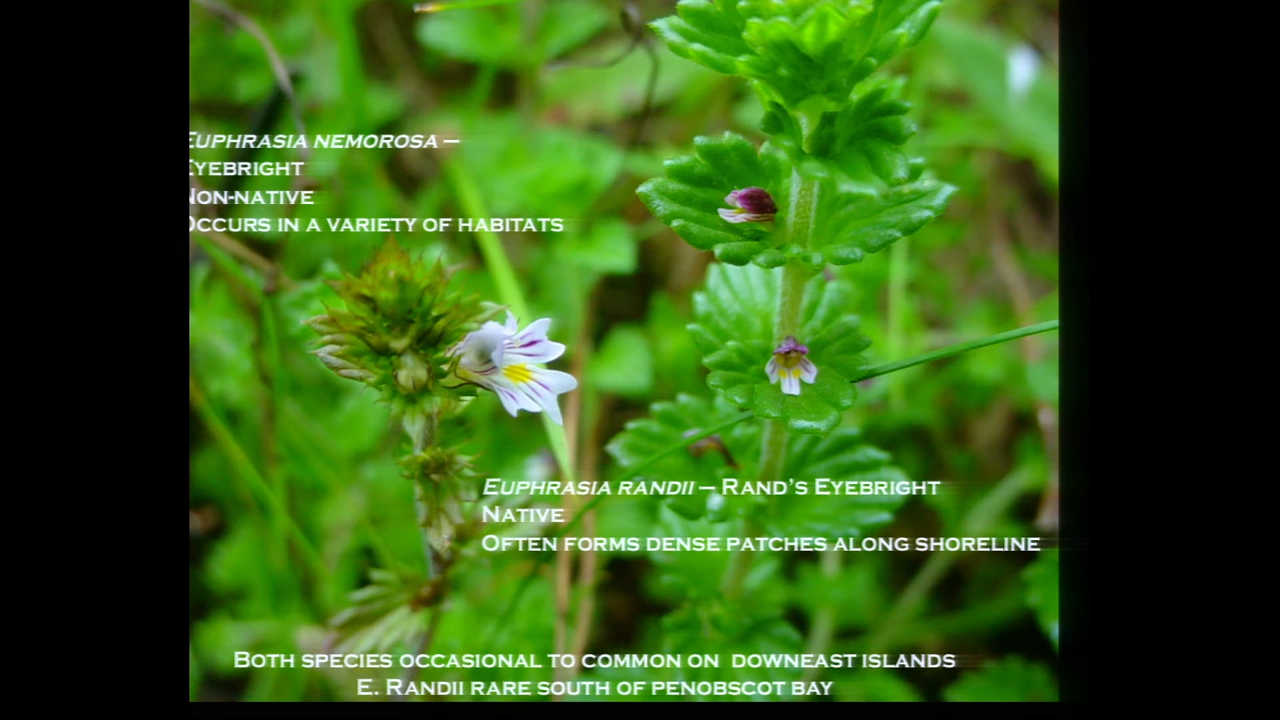 Euphrasia nemorosa –
Eyebright
Non-native
Occurs in a variety of habitats
Euphrasia randii – Rand's Eyebright
Native
Often forms dense patches along shoreline
Both species occasional to common on downeast islands
E. Randii rare south of penobscot bay